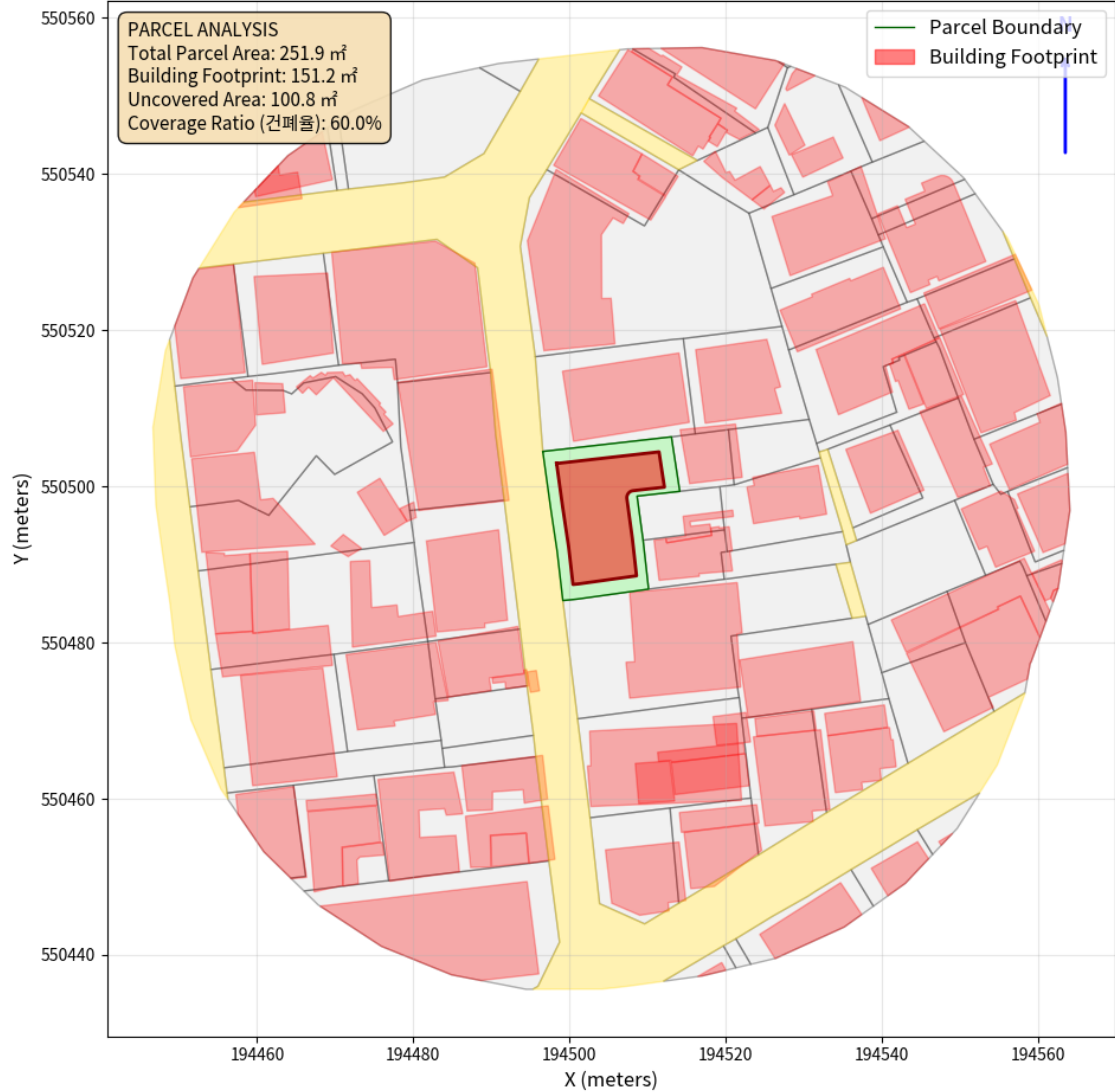 PARCEL ANALYSIS
Total Parcel Area: 251.9 ㎡
Building Footprint: 151.2 ㎡
Uncovered Area: 100.8 ㎡
Coverage Ratio (건폐율): 60.0%
Parcel Boundary
Building Footprint
N
550560
550540
550520
550500
550480
550460
550440
Y (meters)
194460
194480
194500
194520
194540
194560
X (meters)